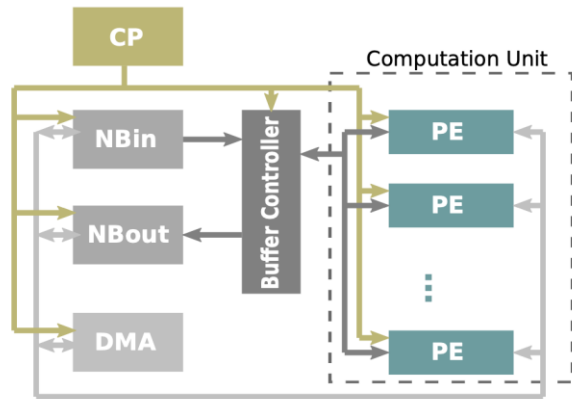 CP
Computation Unit
NBin
Buffer Controller
PE
NBout
PE
DMA
PE